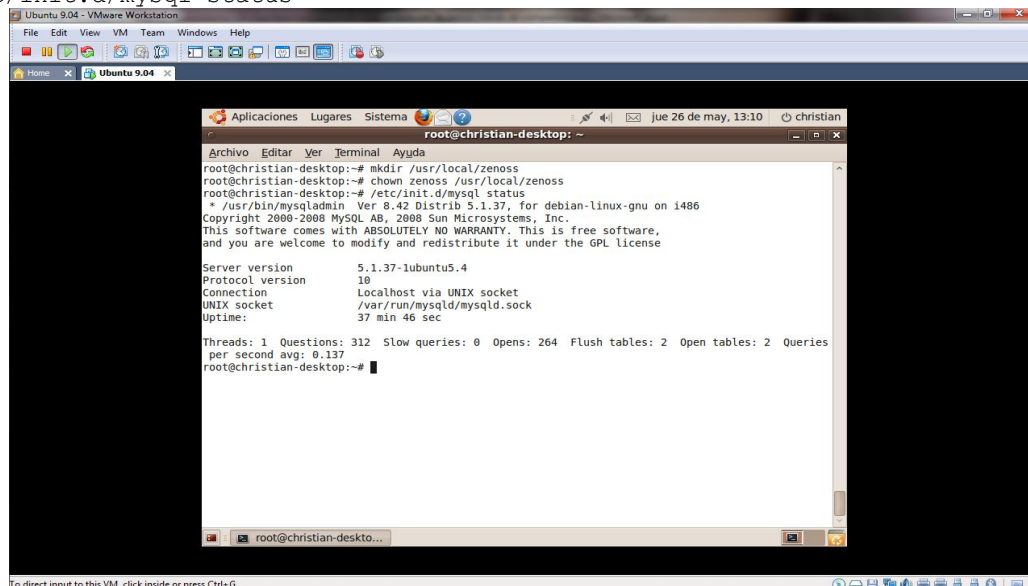 /init.d/mysql status
Ubuntu 9.04 - VMware Workstation
File Edit View VM Team Windows Help
Home Ubuntu 9.04
Aplicaciones Lugares Sistema jue 26 de may, 13:10 christian
root@christian-desktop: ~
Archivo Editar Ver Terminal Ayuda
root@christian-desktop:~# mkdir /usr/local/zenoss
root@christian-desktop:~# chown zenoss /usr/local/zenoss
root@christian-desktop:~# /etc/init.d/mysql status
* /usr/bin/mysqladmin Ver 8.42 Distrib 5.1.37, for debian-linux-gnu on i486
Copyright 2000-2008 MySQL AB, 2008 Sun Microsystems, Inc.
This software comes with ABSOLUTELY NO WARRANTY. This is free software,
and you are welcome to modify and redistribute it under the GPL license
Server version 5.1.37-1ubuntu5.4
Protocol version 10
Connection Localhost via UNIX socket
UNIX socket /var/run/mysqld/mysqld.sock
Uptime: 37 min 46 sec
Threads: 1 Questions: 312 Slow queries: 0 Opens: 264 Flush tables: 2 Open tables: 2 Queries
per second avg: 0.137
root@christian-desktop:~#
root@christian-deskto...
To direct input to this VM, click inside or press Ctrl+G.